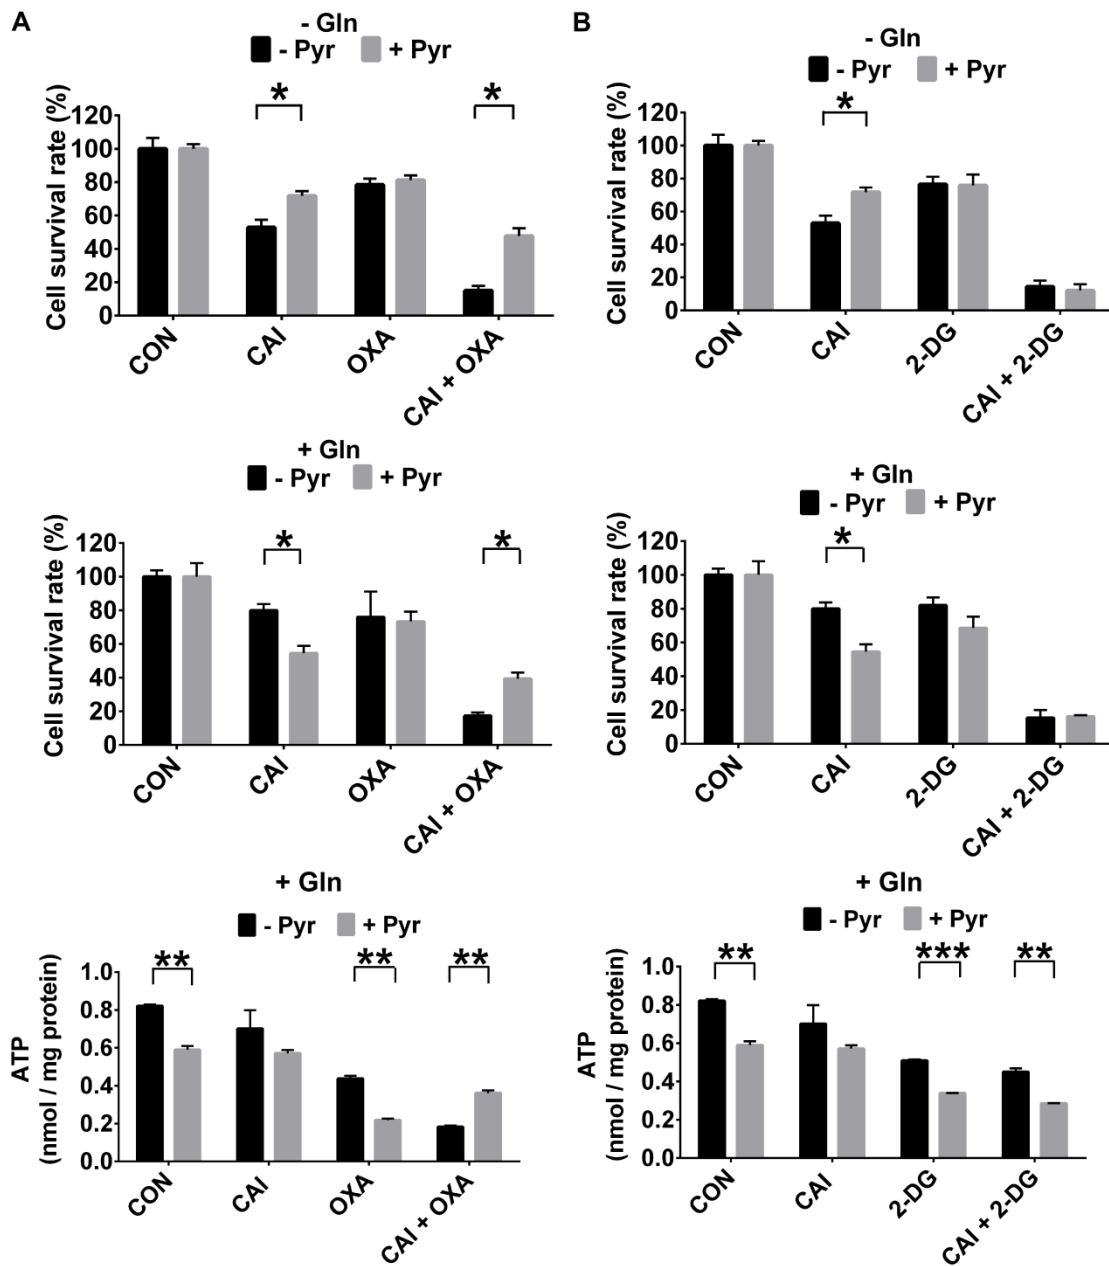 A
- Gln
- Pyr + Pyr
* *
Cell survival rate (%)
120
100
80
60
40
20
0
CON CAI OXA CAI + OXA
+ Gln
- Pyr + Pyr
* *
Cell survival rate (%)
120
100
80
60
40
20
0
CON CAI OXA CAI + OXA
+ Gln
- Pyr + Pyr
** ** **
ATP
(nmol / mg protein)
1.0
0.8
0.6
0.4
0.2
0.0
CON CAI OXA CAI + OXA
B
- Gln
- Pyr + Pyr
*
Cell survival rate (%)
120
100
80
60
40
20
0
CON CAI 2-DG CAI + 2-DG
+ Gln
- Pyr + Pyr
*
Cell survival rate (%)
120
100
80
60
40
20
0
CON CAI 2-DG CAI + 2-DG
+ Gln
- Pyr + Pyr
** *** **
ATP
(nmol / mg protein)
1.0
0.8
0.6
0.4
0.2
0.0
CON CAI 2-DG CAI + 2-DG